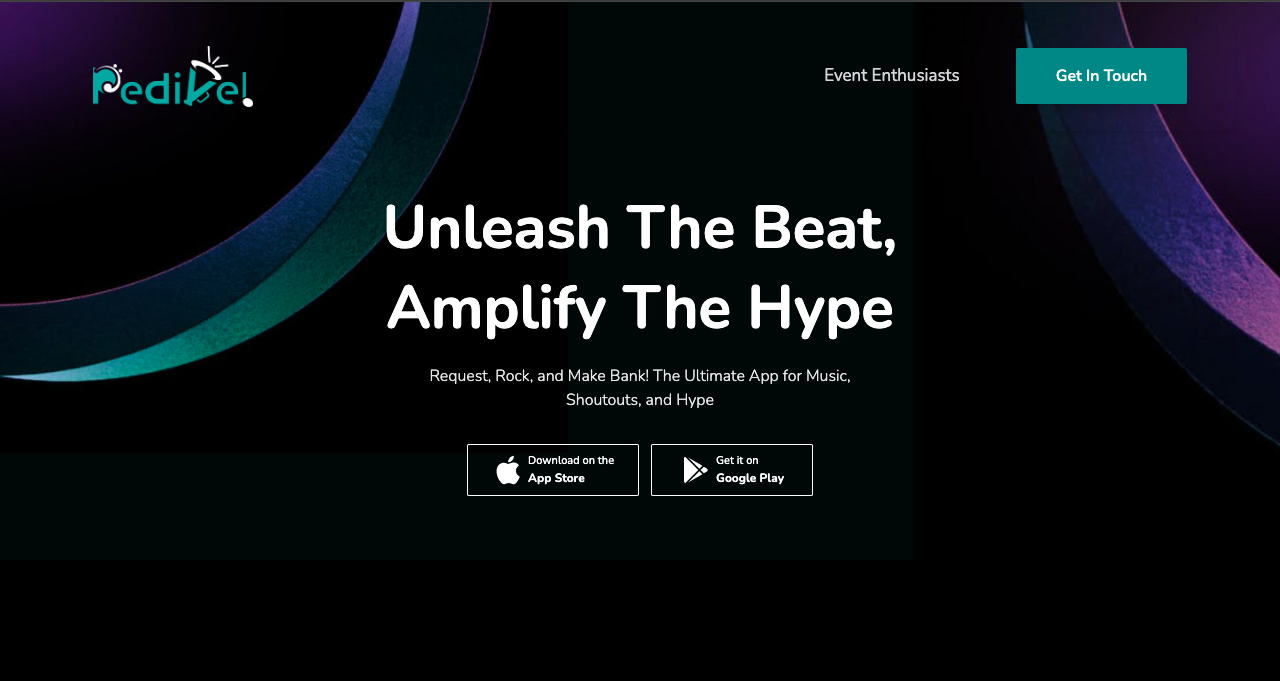 PediVel
Event Enthusiasts
Get In Touch
Unleash The Beat,
Amplify The Hype
Request, Rock, and Make Bank! The Ultimate App for Music,
Shoutouts, and Hype
Download on the
App Store
Get it on
Google Play